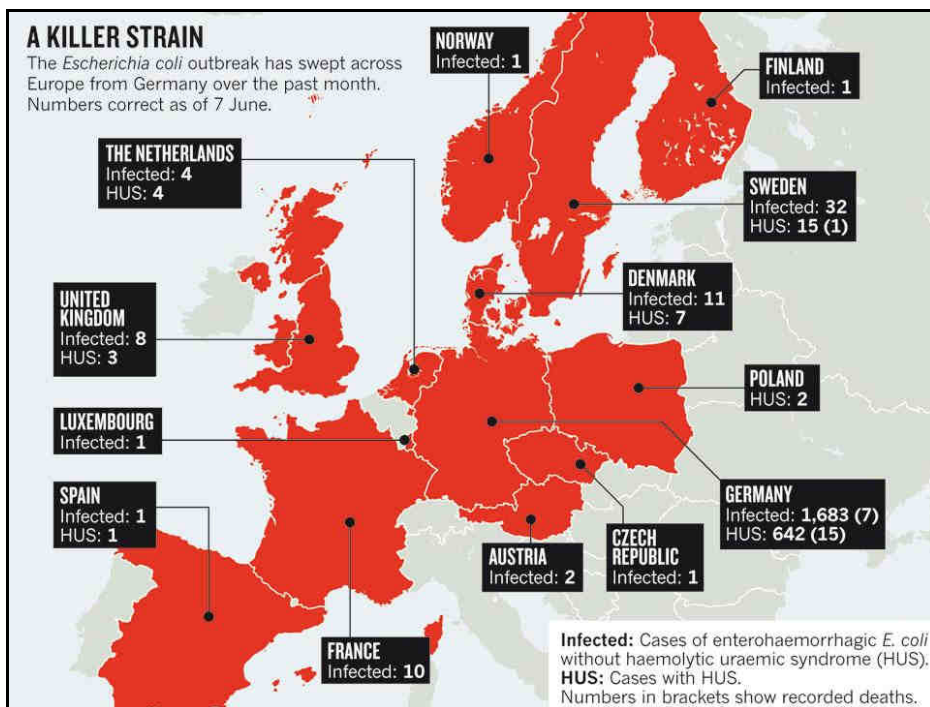 A KILLER STRAIN
The Escherichia coli outbreak has swept across
Europe from Germany over the past month.
Numbers correct as of 7 June.
NORWAY
Infected: 1
FINLAND
Infected: 1
THE NETHERLANDS
Infected: 4
HUS: 4
SWEDEN
Infected: 32
HUS: 15 (1)
UNITED
KINGDOM
Infected: 8
HUS: 3
DENMARK
Infected: 11
HUS: 7
POLAND
HUS: 2
LUXEMBOURG
Infected: 1
SPAIN
Infected: 1
HUS: 1
GERMANY
Infected: 1,683 (7)
HUS: 642 (15)
AUSTRIA
Infected: 2
CZECH
REPUBLIC
Infected: 1
FRANCE
Infected: 10
Infected: Cases of enterohaemorrhagic E. coli
without haemolytic uraemic syndrome (HUS).
HUS: Cases with HUS.
Numbers in brackets show recorded deaths.